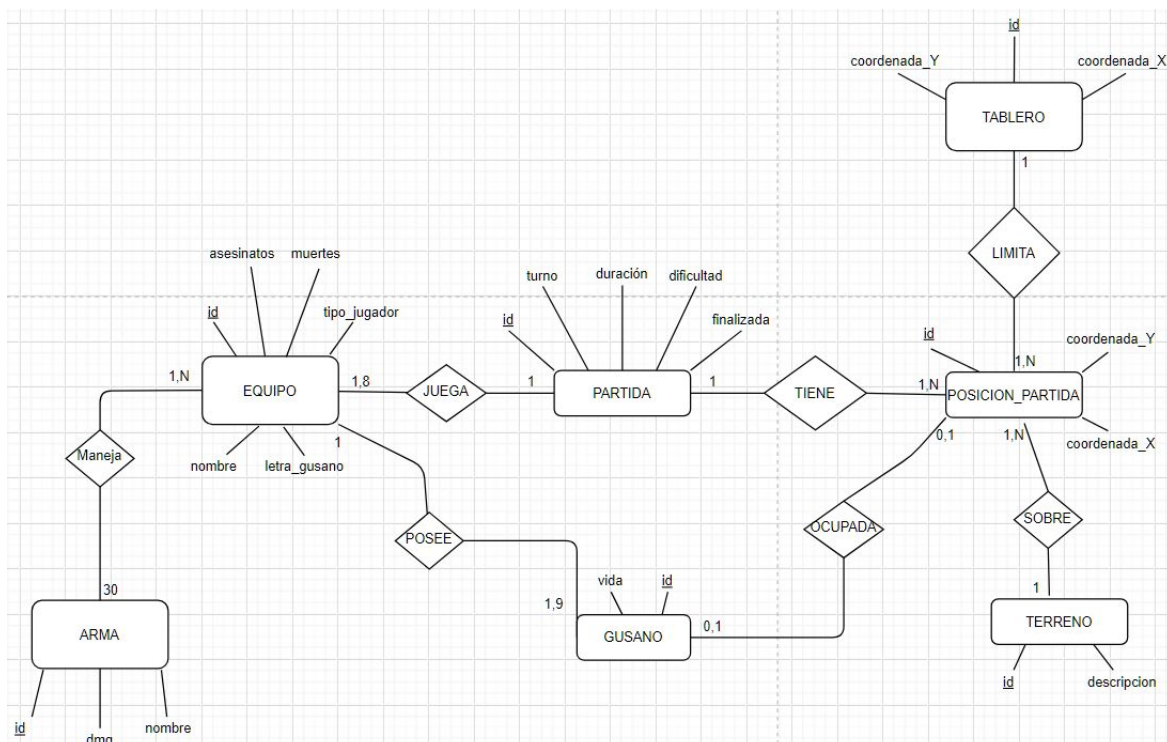 id
coordenada_Y
coordenada_X
TABLERO
1
LIMITA
asesinatos
muertes
id
tipo_jugador
turno
duración
dificultad
id
finalizada
id
coordenada_Y
1,N
1,N
EQUIPO
1,8
JUEGA
1
PARTIDA
1
TIENE
1,N
POSICION_PARTIDA
coordenada_X
nombre
letra_gusano
1
0,1
1,N
Maneja
POSEE
OCUPADA
SOBRE
30
ARMA
vida
id
1,9
GUSANO
0,1
1
TERRENO
id
descripcion
id
dmg
nombre